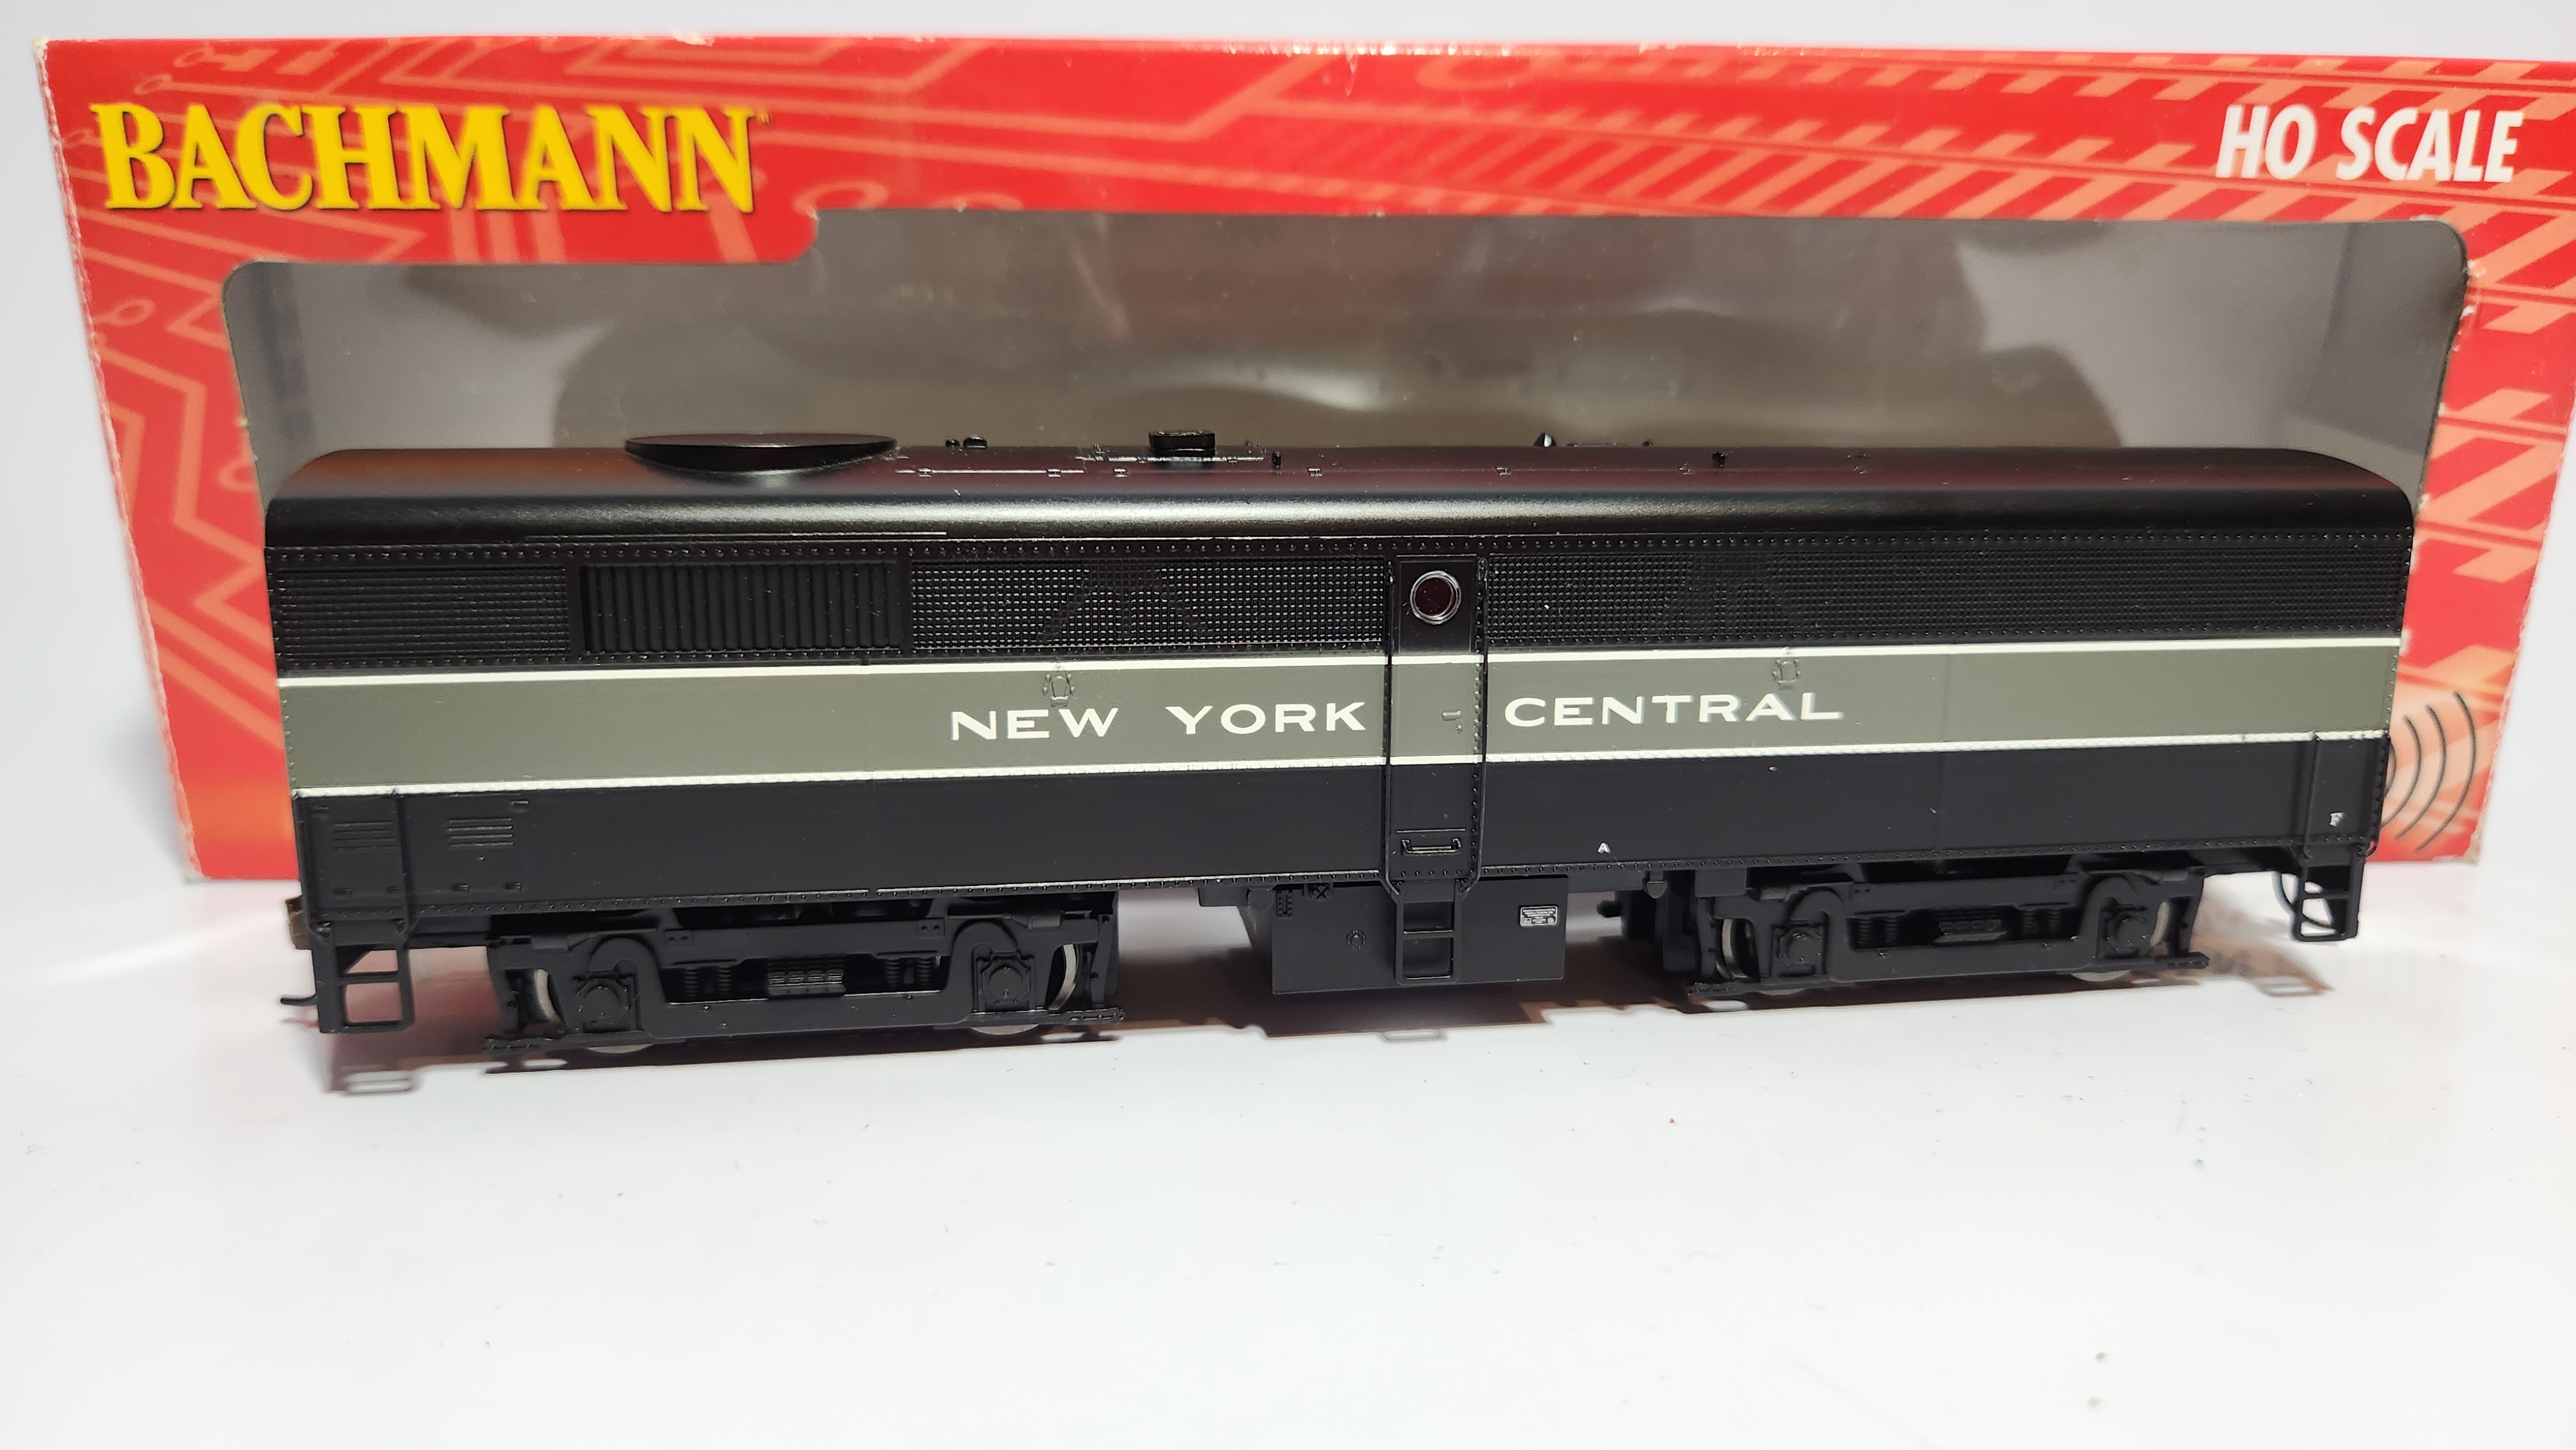 BACHMANN
HO SCALE
NEW YORK CENTRAL
A
F